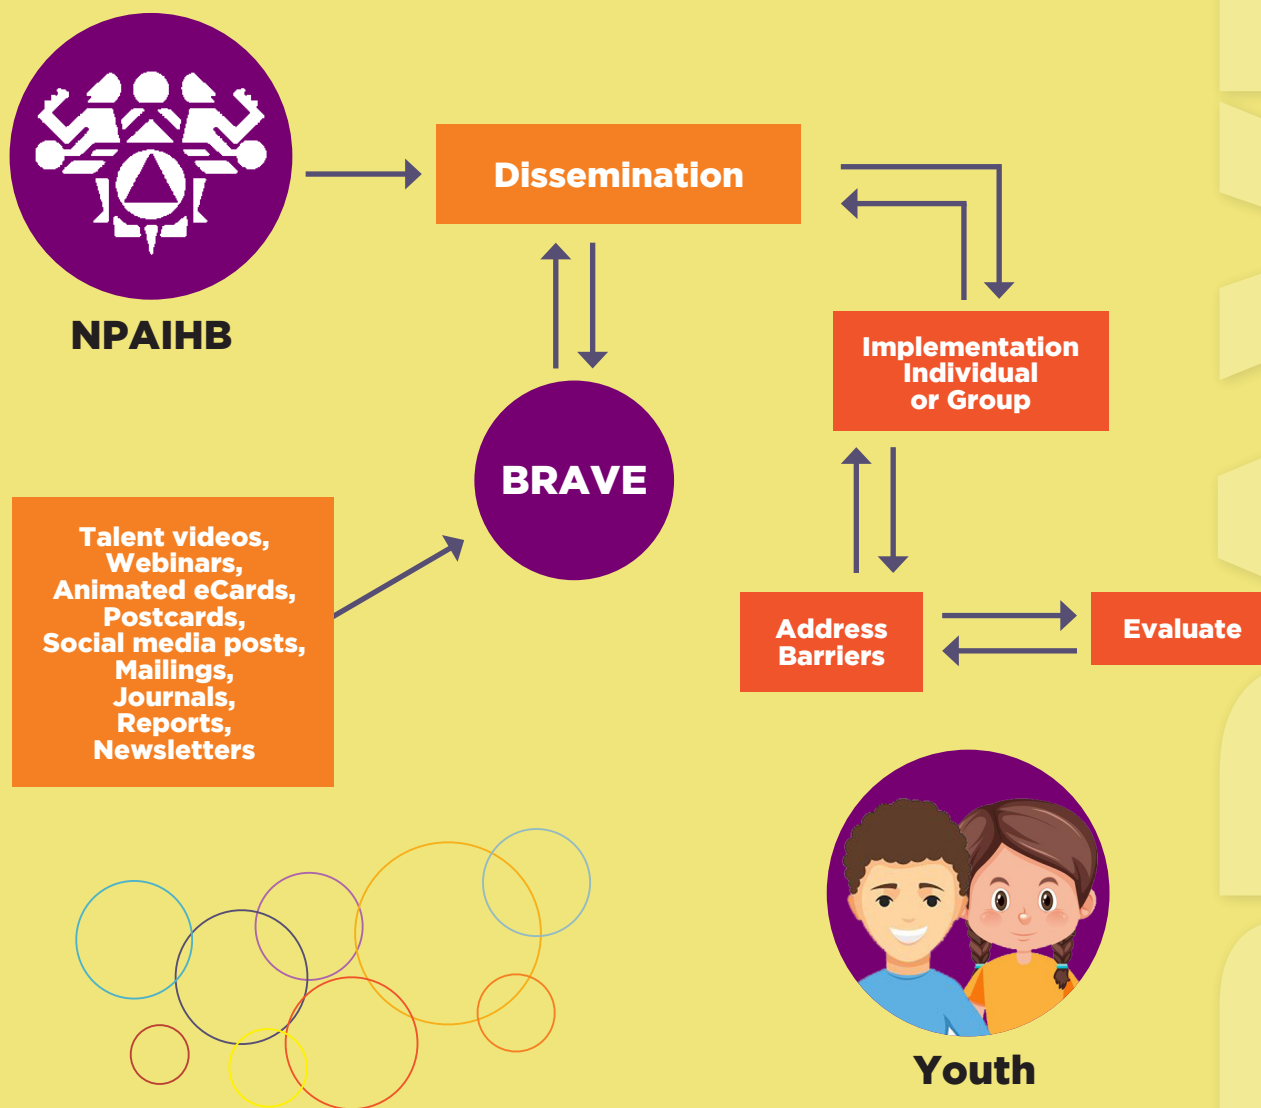 Dissemination
NPAIHB
Implementation
Individual
or Group
BRAVE
Talent videos,
Webinars,
Animated eCards,
Postcards,
Social media posts,
Mailings,
Journals,
Reports,
Newsletters
Address
Barriers
Evaluate
Youth